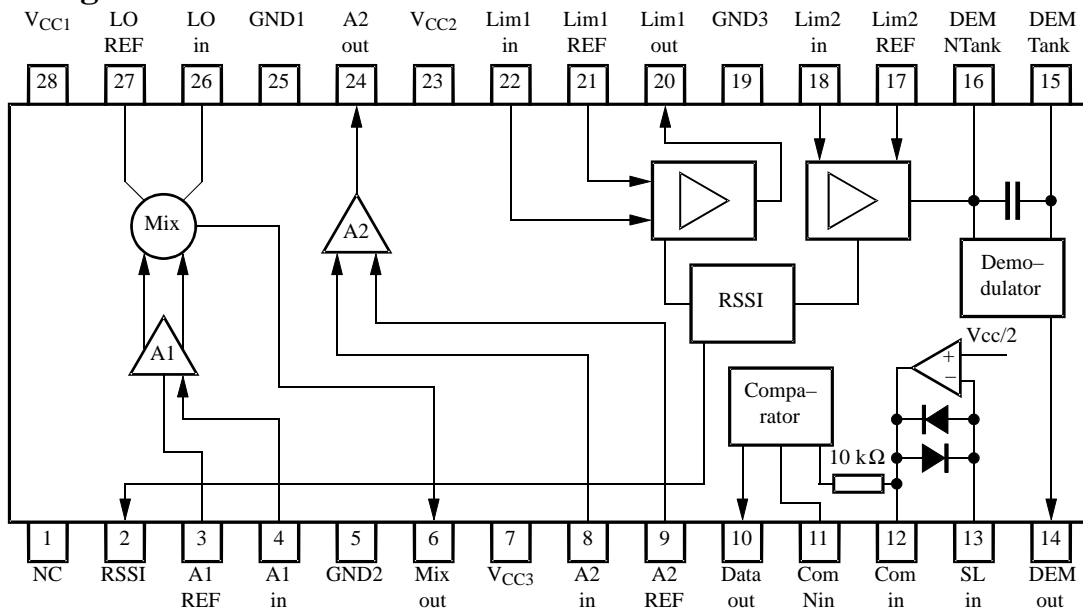 V_CC1 LO LO GND1 A2 V_CC2 Lim1 Lim1 Lim1 GND3 Lim2 Lim2 DEM DEM
REF in out in REF out in REF NTank Tank
28 27 26 25 24 23 22 21 20 19 18 17 16 15
Mix
A2
RSSI
Demo–
dulator
A1
Vcc/2
+
−
Compa–
rator
10 kΩ
1 2 3 4 5 6 7 8 9 10 11 12 13 14
NC RSSI A1 A1 GND2 Mix V_CC3 A2 A2 Data Com Com SL DEM
REF in out in REF out Nin in in out